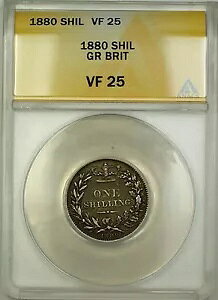 1880 SHIL VF 25
1880 SHIL
GR BRIT
VF 25
ONE
SHILLING